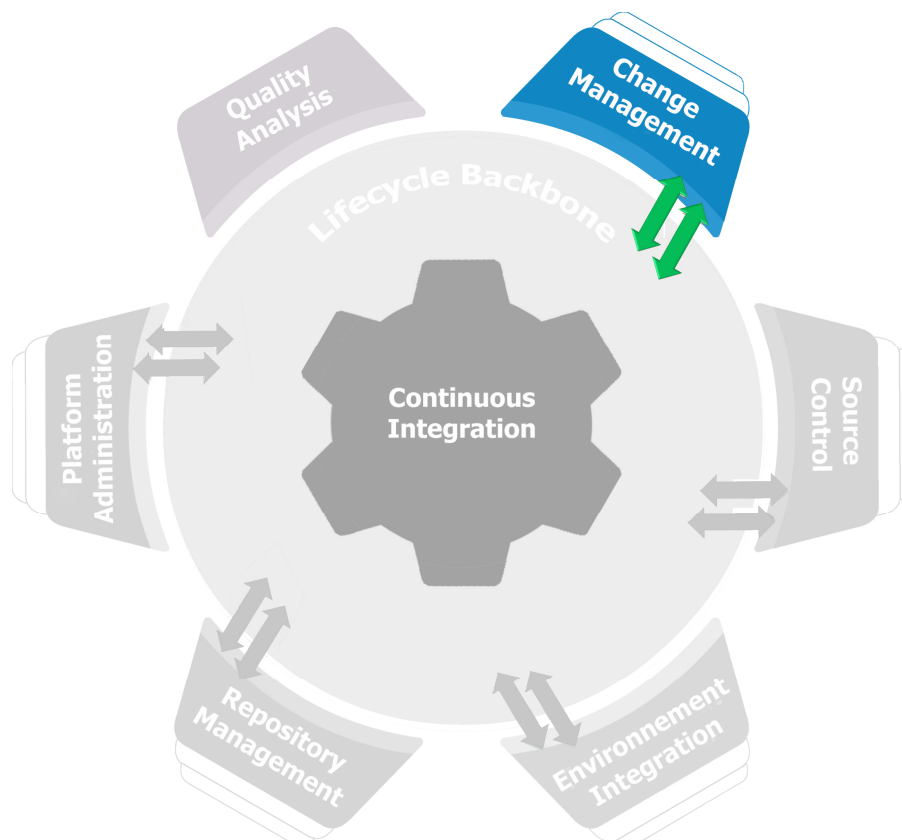 Quality
Analysis
Change
Management
Lifecycle Backbone
Platform
Administration
Continuous
Integration
Source
Control
Repository
Management
Environnement
Integration